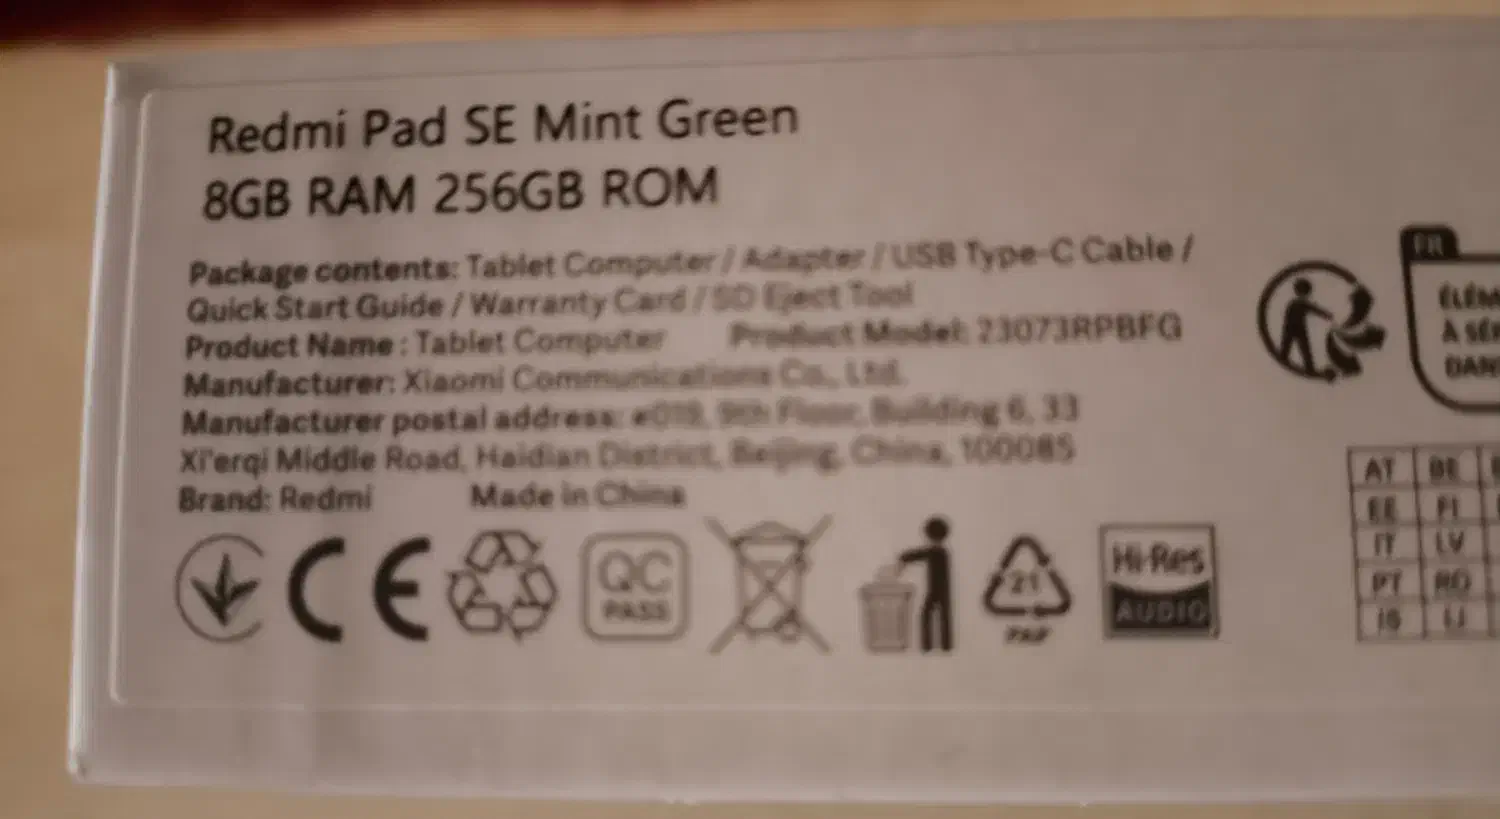 Redmi Pad SE Mint Green
8GB RAM 256GB ROM
Package contents: Tablet Computer / Adapter / USB Type-C Cable /
Quick Start Guide / Warranty Card / SD Eject Tool
Product Name : Tablet Computer Product Model: 23073RPBFG
Manufacturer: Xiaomi Communications Co., Ltd.
Manufacturer postal address: #019, 9th Floor, Building 6, 33
Xi'erqi Middle Road, Haidian District, Beijing, China, 100085
Brand: Redmi Made in China
CE
QC
PASS
21
PAP
Hi-Res
AUDIO
FR
À
AT BE
EE FI
IT LV
PT RO
IS LI